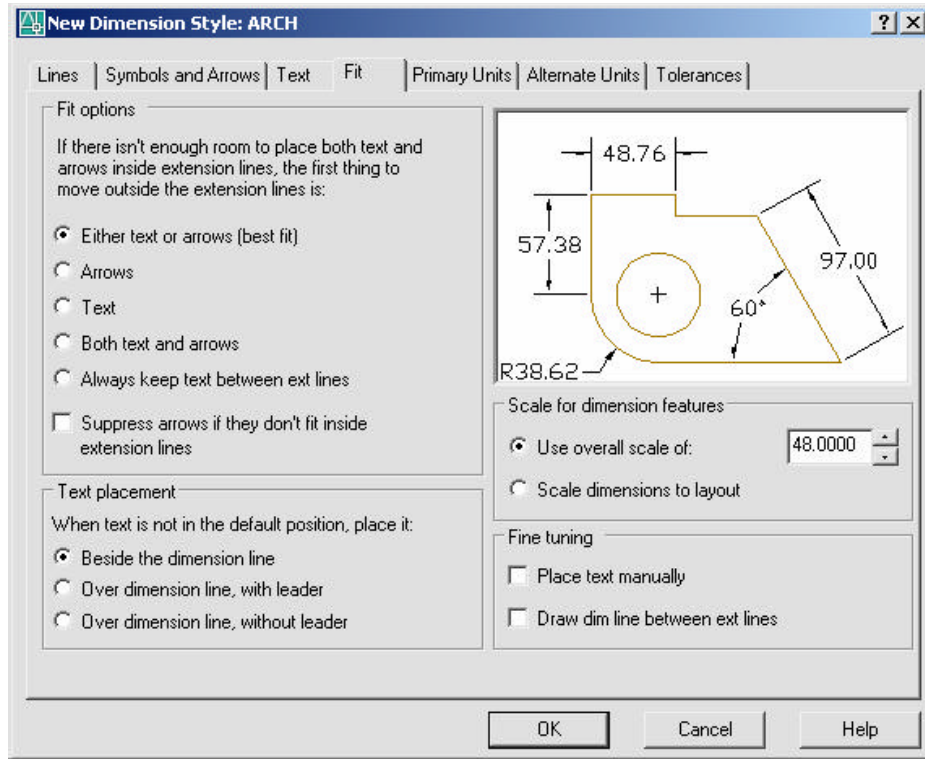 New Dimension Style: ARCH
Lines
Symbols and Arrows
Text
Fit
Primary Units
Alternate Units
Tolerances
Fit options
If there isn't enough room to place both text and
arrows inside extension lines, the first thing to
move outside the extension lines is:
Either text or arrows (best fit)
Arrows
Text
Both text and arrows
Always keep text between ext lines
Suppress arrows if they don't fit inside
extension lines
Text placement
When text is not in the default position, place it:
Beside the dimension line
Over dimension line, with leader
Over dimension line, without leader
48.76
57.38
97.00
60°
R38.62
Scale for dimension features
Use overall scale of:
48.0000
Scale dimensions to layout
Fine tuning
Place text manually
Draw dim line between ext lines
OK
Cancel
Help